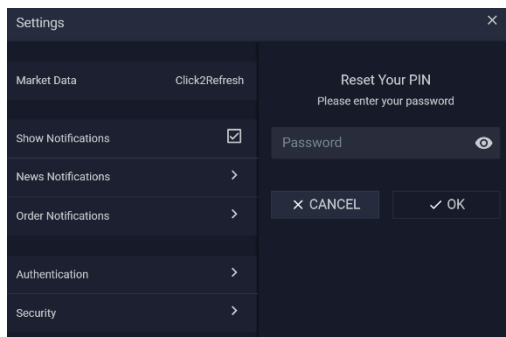 Settings
Market Data Click2Refresh
Show Notifications
News Notifications
Order Notifications
Authentication
Security
Reset Your PIN
Please enter your password
Password
CANCEL OK